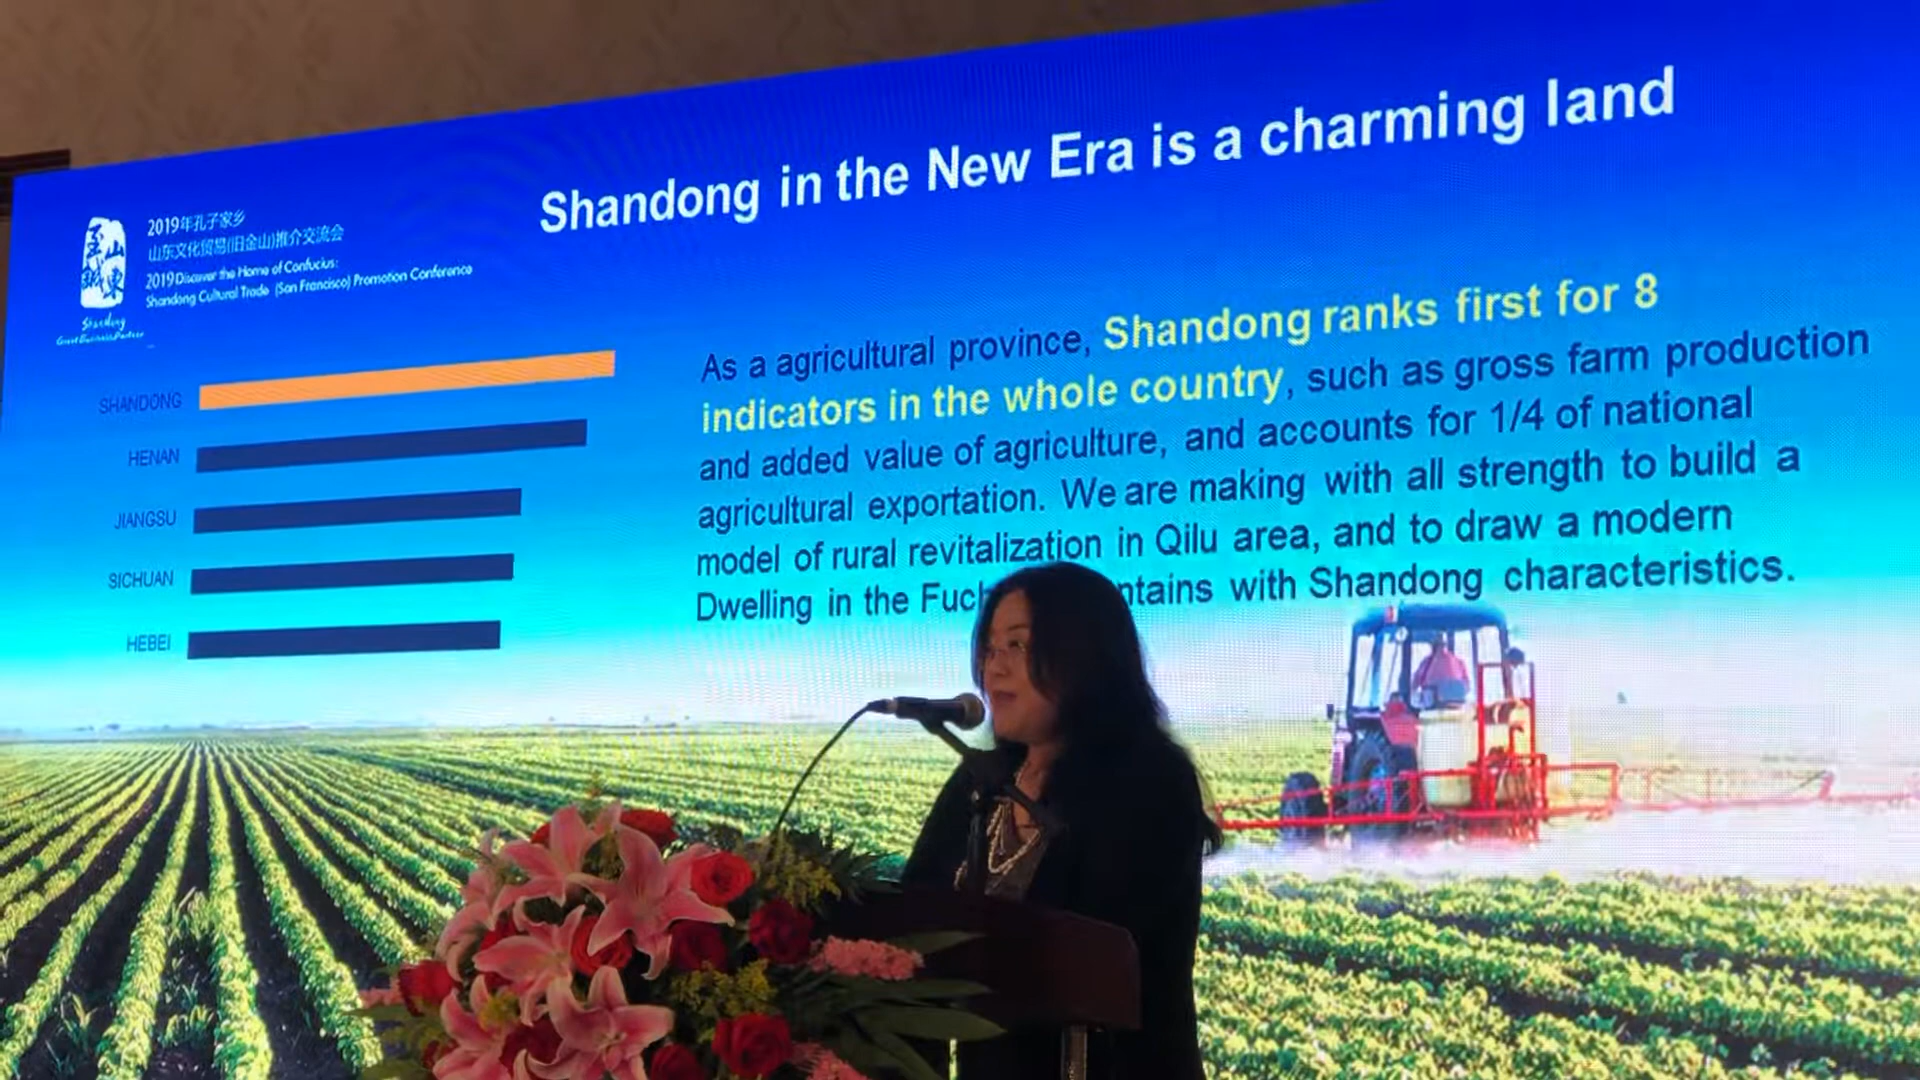 Shandong in the New Era is a charming land
2019年孔子家乡
山东文化贸易(旧金山)推介交流会
2019 Discover the Home of Confucius:
Shandong Cultural Trade (San Francisco) Promotion Conference
Shandong
Great Business Partner
SHANDONG
HENAN
JIANGSU
SICHUAN
HEBEI
As a agricultural province, Shandong ranks first for 8
indicators in the whole country, such as gross farm production
and added value of agriculture, and accounts for 1/4 of national
agricultural exportation. We are making with all strength to build a
model of rural revitalization in Qilu area, and to draw a modern
Dwelling in the with Shandong characteristics.